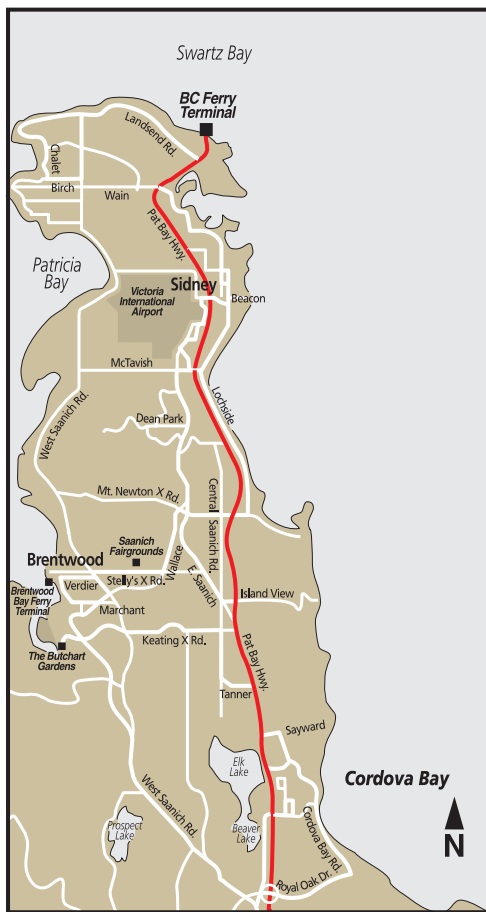 Swartz Bay
BC Ferry
Terminal
Landsend Rd.
Chalet
Birch
Wain
Pat Bay Hwy.
Patricia
Bay
Sidney
Victoria
International
Airport
Beacon
McTavish
Lochside
West Saanich Rd.
Dean Park
Mt. Newton X Rd.
Central Saanich Rd.
Saanich
Fairgrounds
Brentwood
Wallace
E. Saanich
Stelly's X Rd.
Verdier
Brentwood
Bay Ferry
Terminal
Island View
Marchant
Keating X Rd.
The Butchart
Gardens
Pat Bay Hwy.
Tanner
Sayward
Elk
Lake
Cordova Bay
West Saanich Rd.
Prospect
Lake
Beaver
Lake
Cordova Bay Rd.
Royal Oak Dr.
N